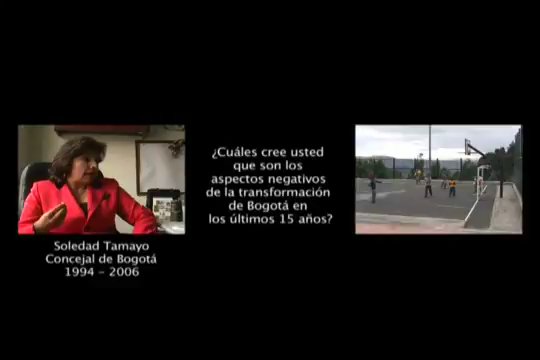 ¿Cuáles cree usted
que son los
aspectos negativos
de la transformación
de Bogotá en
los últimos 15 años?
Soledad Tamayo
Concejal de Bogotá
1994 - 2006